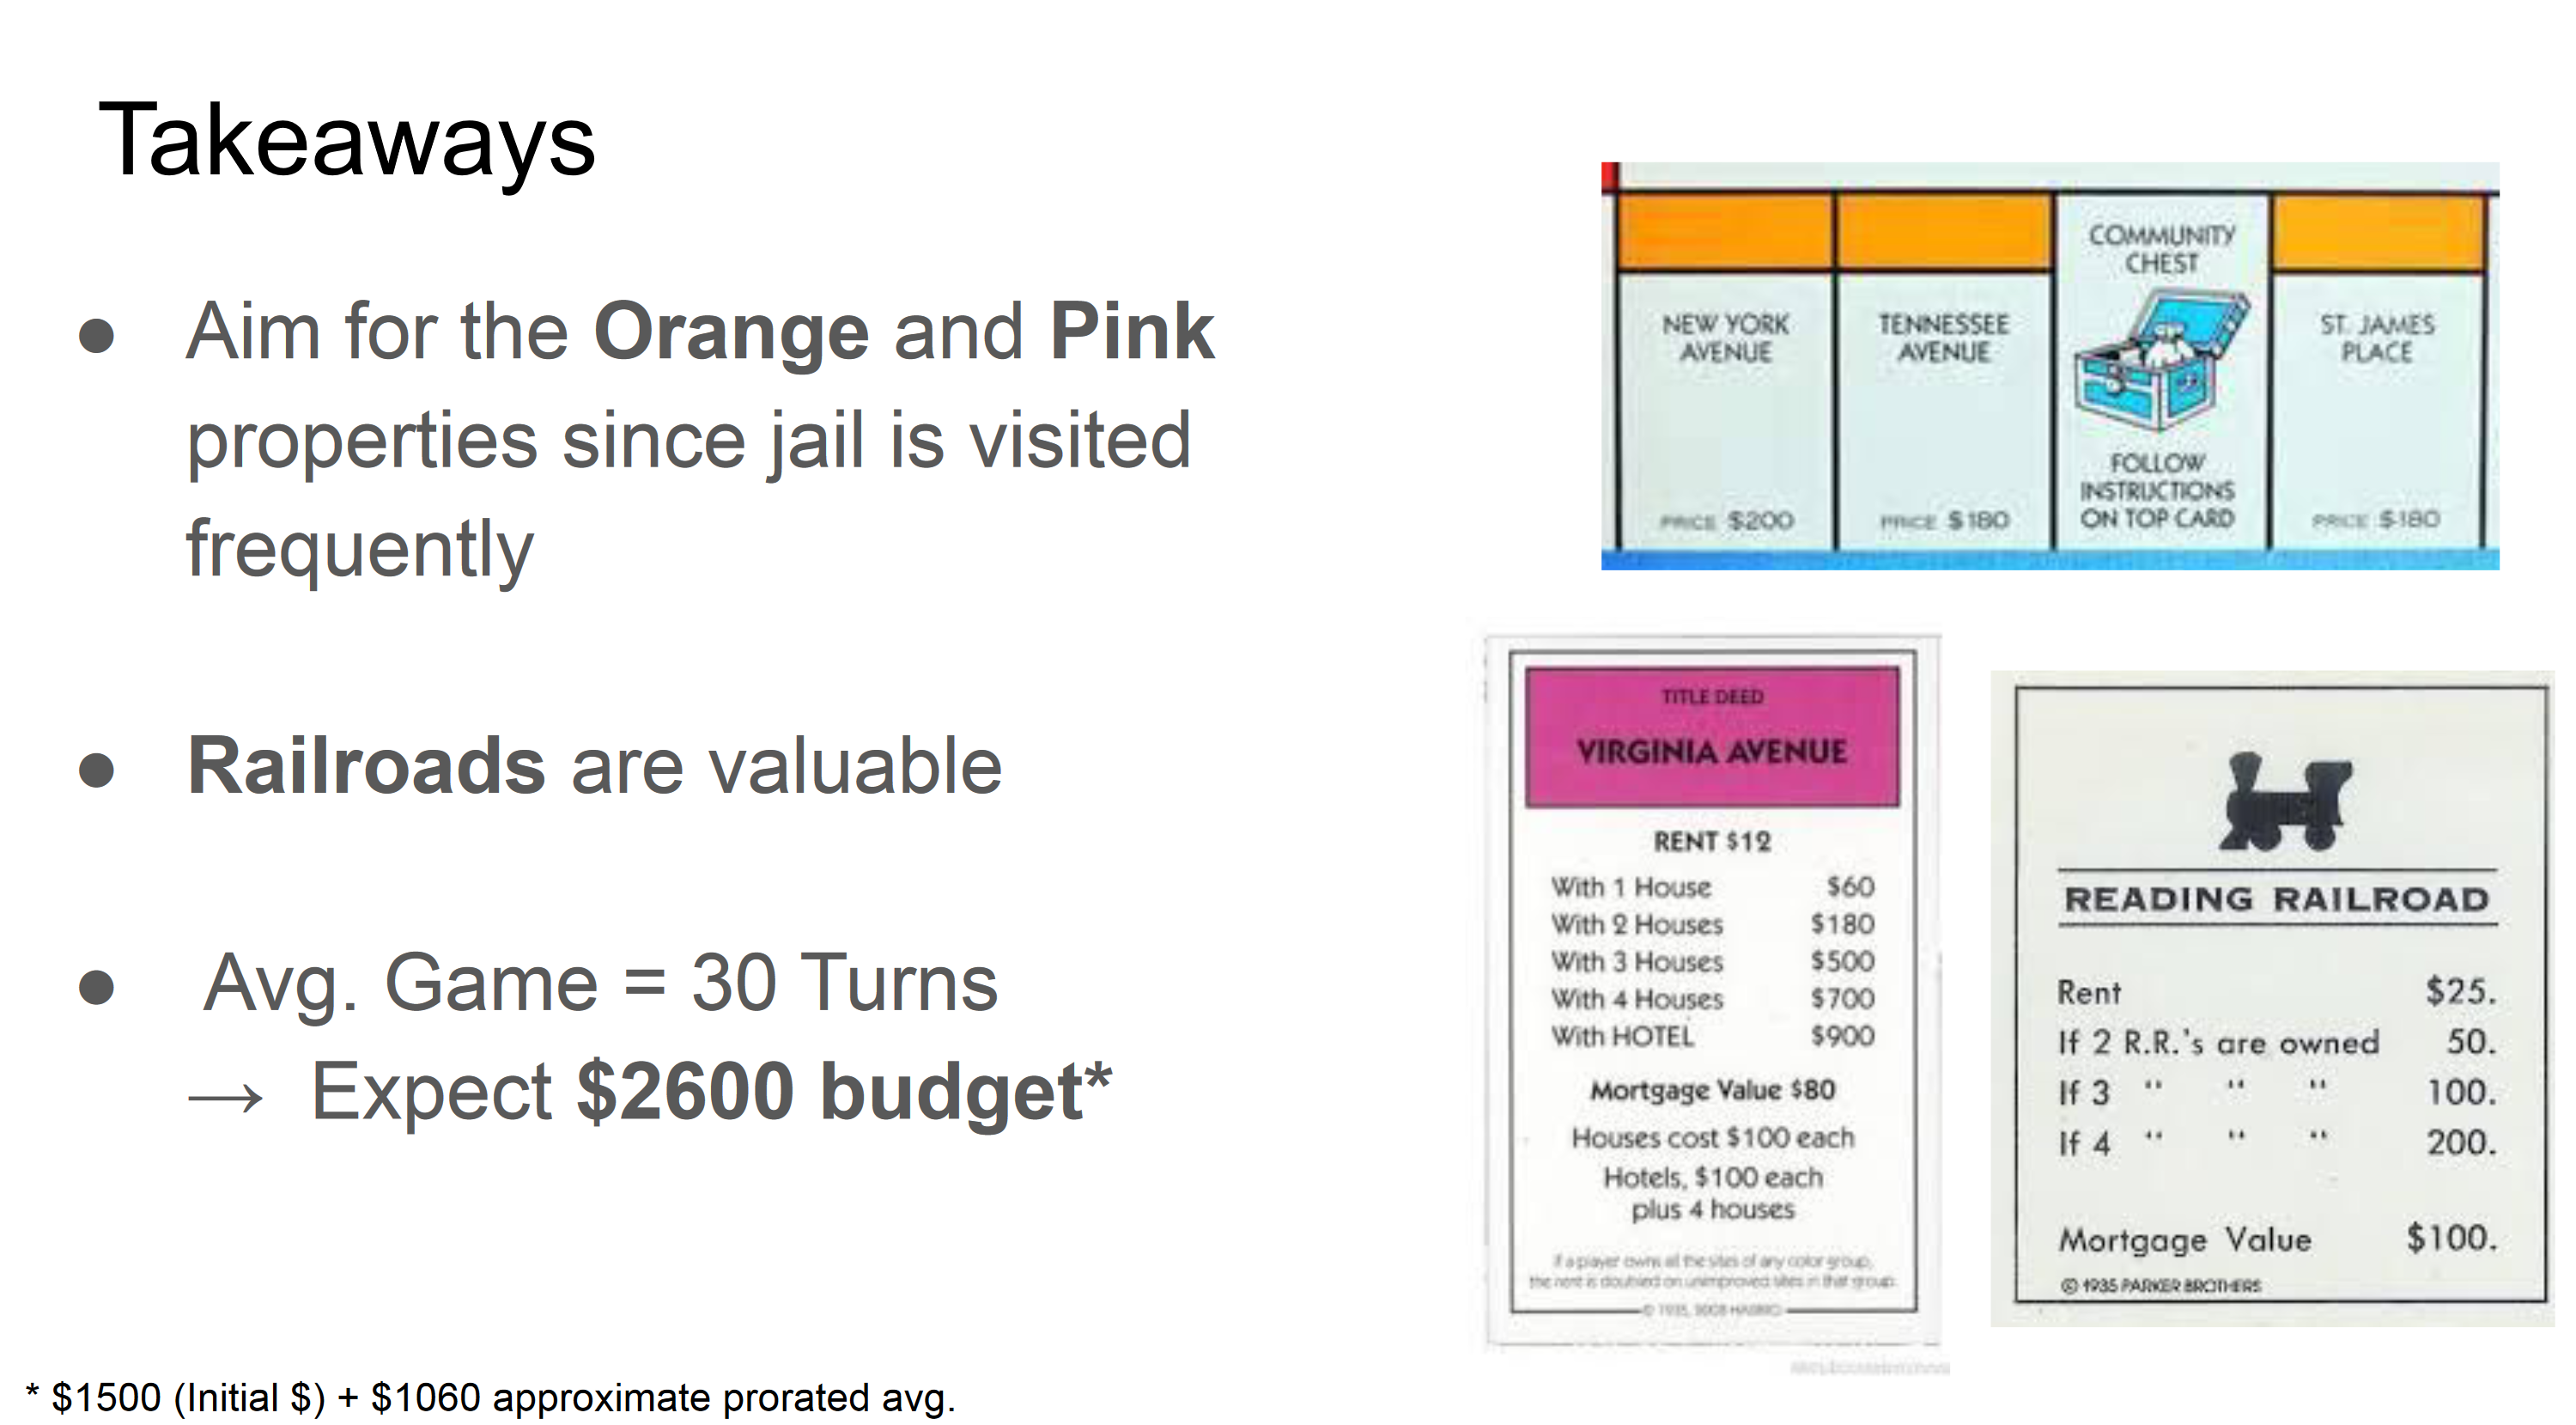 Takeaways
● Aim for the Orange and Pink
properties since jail is visited
frequently
● Railroads are valuable
● Avg. Game = 30 Turns
→ Expect $2600 budget*
* $1500 (Initial $) + $1060 approximate prorated avg.
NEW YORK
AVENUE
PRICE $200
TENNESSEE
AVENUE
PRICE $180
COMMUNITY
CHEST
FOLLOW
INSTRUCTIONS
ON TOP CARD
ST. JAMES
PLACE
PRICE $180
TITLE DEED
VIRGINIA AVENUE
RENT $12
With 1 House $60
With 2 Houses $180
With 3 Houses $500
With 4 Houses $700
With HOTEL $900
Mortgage Value $80
Houses cost $100 each
Hotels, $100 each
plus 4 houses
If a player owns all the sites of any color group,
the rent is doubled on unimproved sites in that group.
© 1935, 2008 HASBRO
READING RAILROAD
Rent $25.
If 2 R.R.'s are owned 50.
If 3 " " " 100.
If 4 " " " 200.
Mortgage Value $100.
© 1935 PARKER BROTHERS